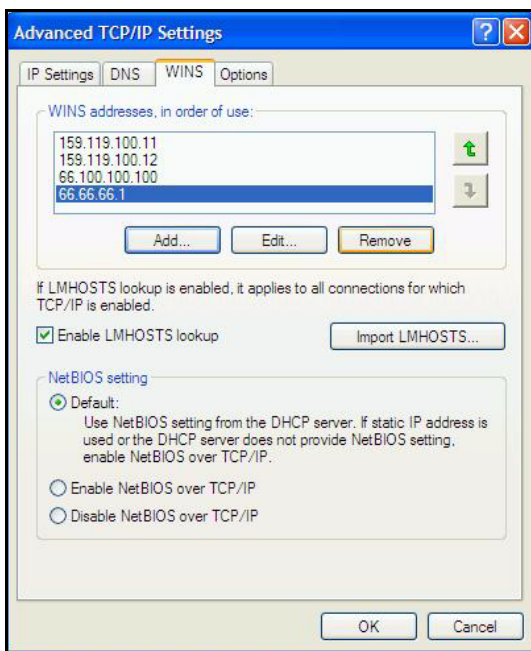 Advanced TCP/IP Settings
IP Settings DNS WINS Options
WINS addresses, in order of use:
159.119.100.11
159.119.100.12
66.100.100.100
66.66.66.1
Add... Edit... Remove
If LMHOSTS lookup is enabled, it applies to all connections for which
TCP/IP is enabled.
Enable LMHOSTS lookup Import LMHOSTS...
NetBIOS setting
Default:
Use NetBIOS setting from the DHCP server. If static IP address is
used or the DHCP server does not provide NetBIOS setting,
enable NetBIOS over TCP/IP.
Enable NetBIOS over TCP/IP
Disable NetBIOS over TCP/IP
OK Cancel